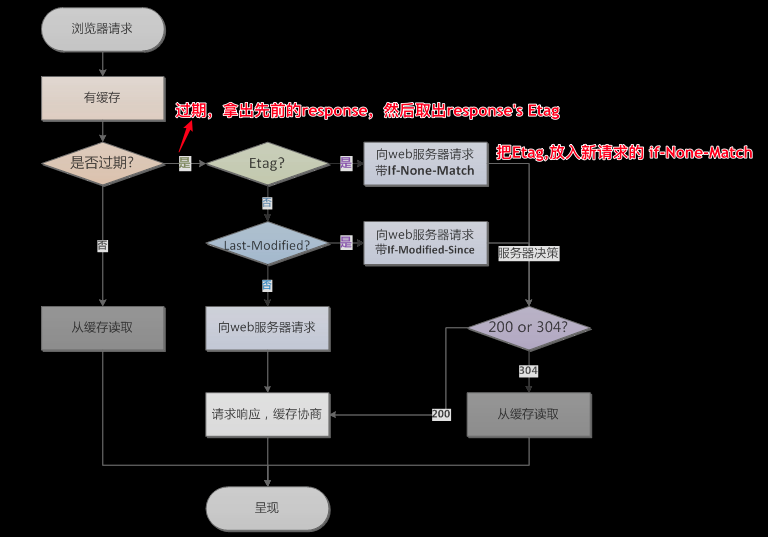 浏览器请求
有缓存
过期，拿出先前的response，然后取出response's Etag
是否过期?
是
Etag?
是
向web服务器请求
带If-None-Match
把Etag,放入新请求的 if-None-Match
否
否
Last-Modified?
是
向web服务器请求
带If-Modified-Since
服务器决策
否
从缓存读取
向web服务器请求
200 or 304?
304
请求响应，缓存协商
200
从缓存读取
呈现